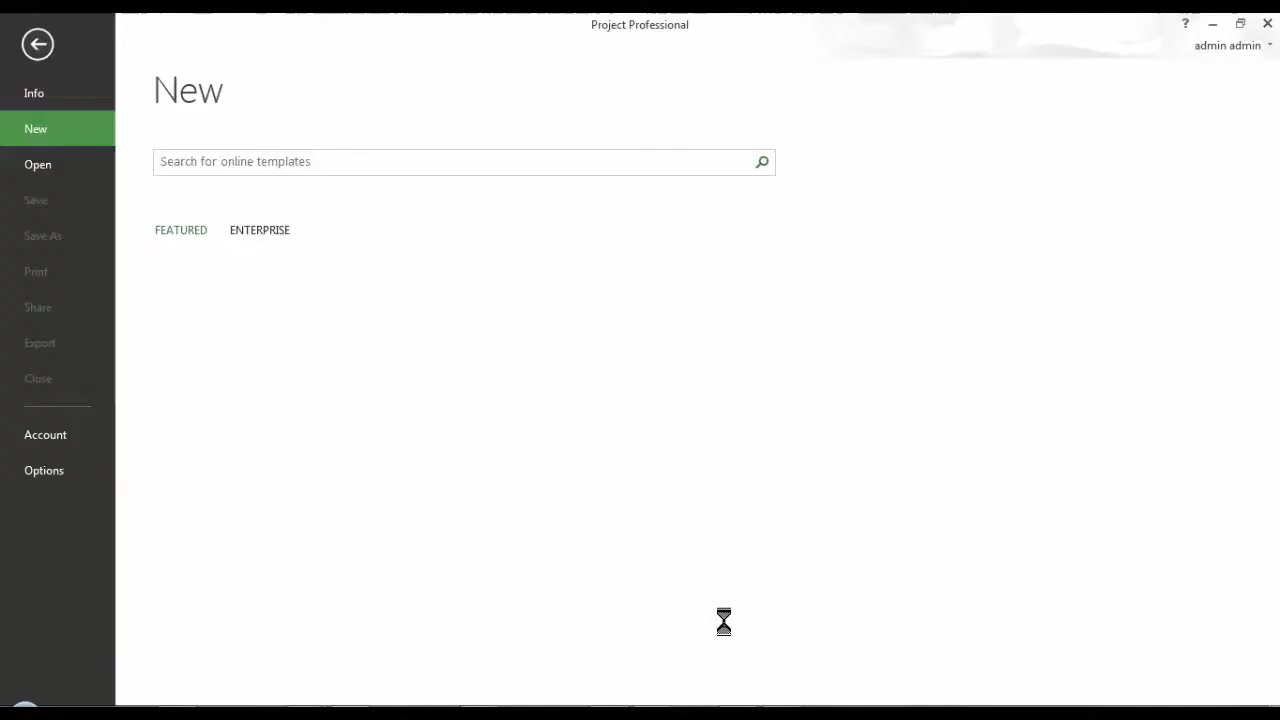 Project Professional
?
admin admin
Info
New
Open
Save
Save As
Print
Share
Export
Close
Account
Options
New
Search for online templates
FEATURED ENTERPRISE